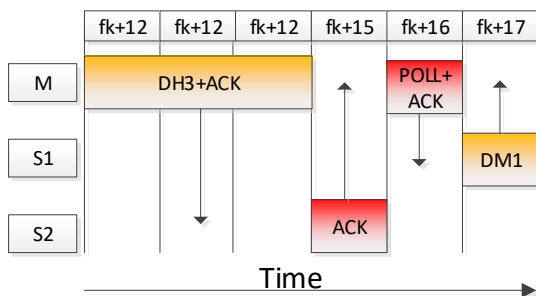 fk+12 fk+12 fk+12 fk+15 fk+16 fk+17
M DH3+ACK POLL+
ACK
S1 DM1
S2 ACK
Time